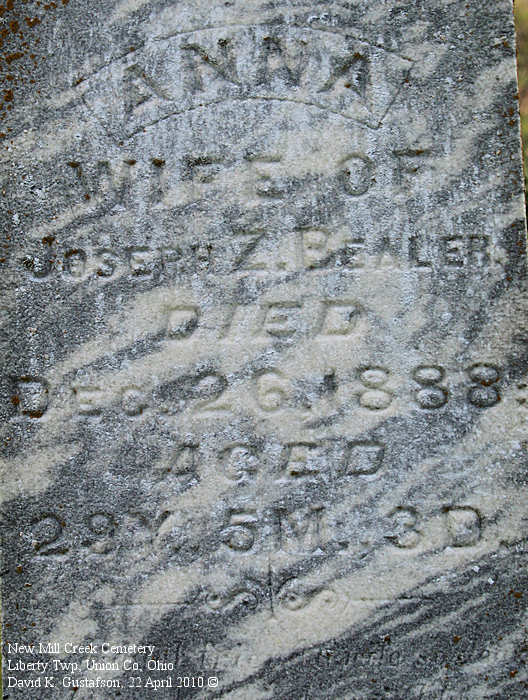 ANNA
WIFE OF
JOSEPH Z. BEALER
DIED
DEC. 26, 1888.
AGED
29Y. 5M. 3D.
New Mill Creek Cemetery
Liberty Twp, Union Co, Ohio
David K. Gustafson, 22 April 2010 ©